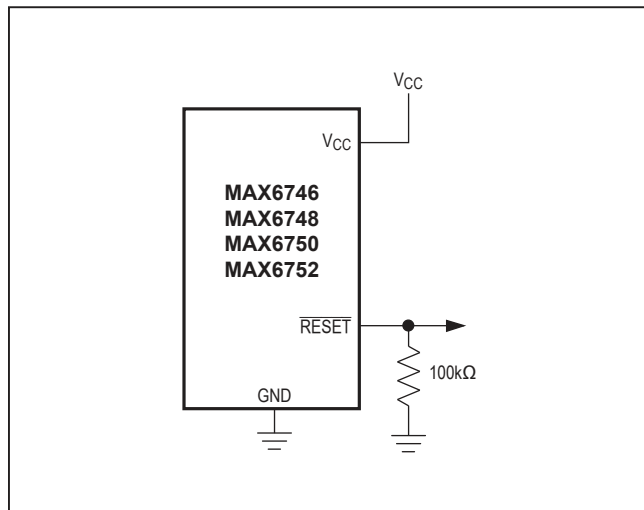 VCC
VCC
MAX6746
MAX6748
MAX6750
MAX6752
RESET
100kΩ
GND